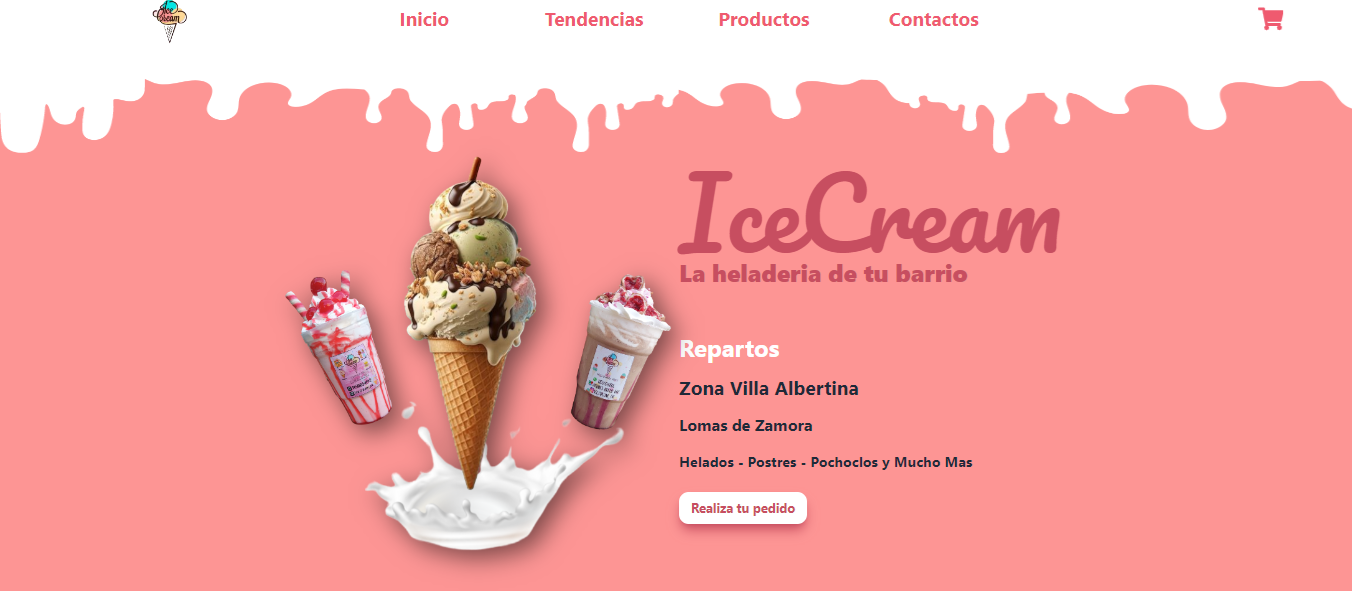 Ice
Cream
Inicio
Tendencias
Productos
Contactos
IceCream
La heladeria de tu barrio
Repartos
Zona Villa Albertina
Lomas de Zamora
Helados - Postres - Pochoclos y Mucho Mas
Realiza tu pedido